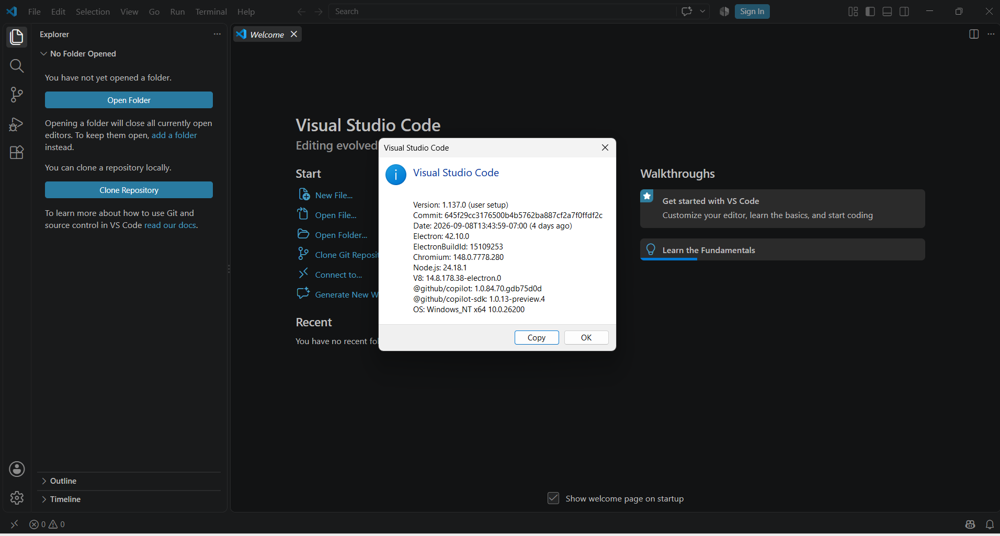 File Edit Selection View Go Run Terminal Help
Search
Sign In
Explorer
No Folder Opened
You have not yet opened a folder.
Open Folder
Opening a folder will close all currently open
editors. To keep them open, add a folder
instead.
You can clone a repository locally.
Clone Repository
To learn more about how to use Git and
source control in VS Code read our docs.
Outline
Timeline
Welcome
Visual Studio Code
Editing evolved
Start
New File...
Open File...
Open Folder...
Clone Git Reposit
Connect to...
Generate New W
Recent
You have no recent fol
Visual Studio Code
Visual Studio Code
Version: 1.137.0 (user setup)
Commit: 645f29cc3176500b4b5762ba887cf2a7f0ffdf2c
Date: 2026-09-08T13:43:59-07:00 (4 days ago)
Electron: 42.10.0
ElectronBuildId: 15109253
Chromium: 148.0.7778.280
Node.js: 24.18.1
V8: 14.8.178.38-electron.0
@github/copilot: 1.0.84.70.gdb75d0d
@github/copilot-sdk: 1.0.13-preview.4
OS: Windows_NT x64 10.0.26200
Copy OK
Walkthroughs
Get started with VS Code
Customize your editor, learn the basics, and start coding
Learn the Fundamentals
Show welcome page on startup
0 0